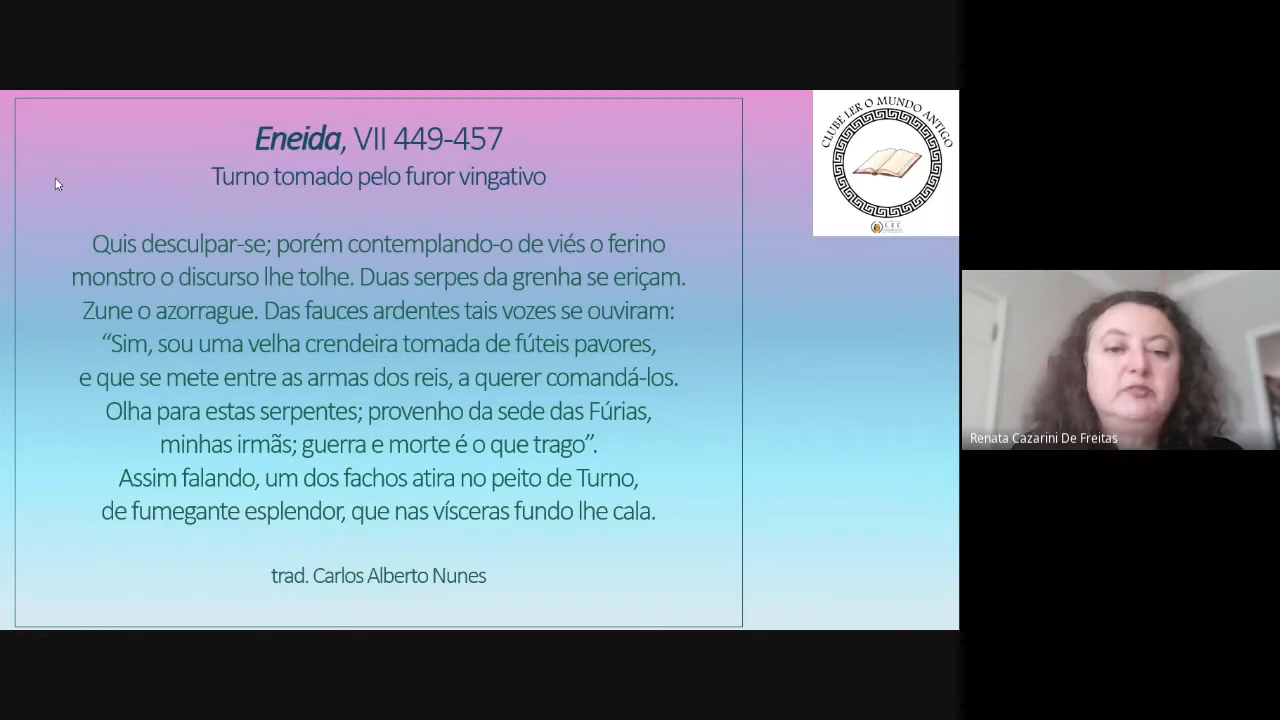 Eneida, VII 449-457
Turno tomado pelo furor vingativo
Quis desculpar-se; porém contemplando-o de viés o ferino
monstro o discurso lhe tolhe. Duas serpes da grenha se eriçam.
Zune o azorrague. Das fauces ardentes tais vozes se ouviram:
“Sim, sou uma velha crendeira tomada de fúteis pavores,
e que se mete entre as armas dos reis, a querer comandá-los.
Olha para estas serpentes; provenho da sede das Fúrias,
minhas irmãs; guerra e morte é o que trago”.
Assim falando, um dos fachos atira no peito de Turno,
de fumegante esplendor, que nas vísceras fundo lhe cala.
trad. Carlos Alberto Nunes
CLUBE LER O MUNDO ANTIGO
LEC
Renata Cazarini De Freitas